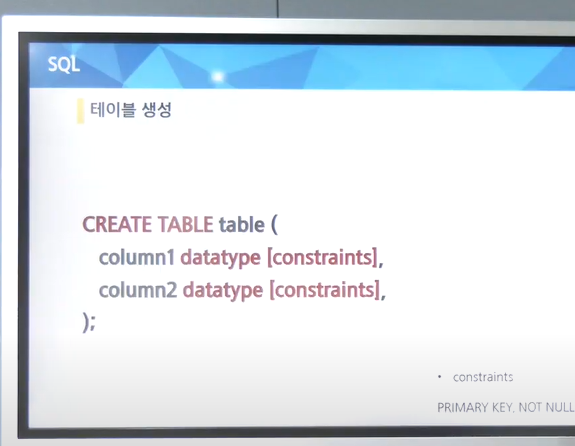 SQL
테이블 생성
CREATE TABLE table (
column1 datatype [constraints],
column2 datatype [constraints],
);
• constraints
PRIMARY KEY, NOT NULL